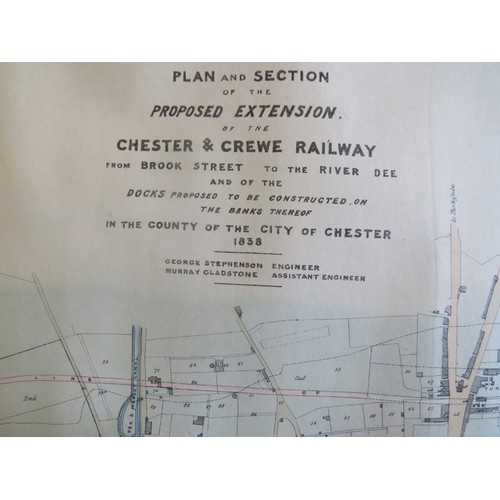 PLAN AND SECTION
OF THE
PROPOSED EXTENSION.
OF THE
CHESTER & CREWE RAILWAY
FROM BROOK STREET TO THE RIVER DEE
AND OF THE
DOCKS PROPOSED TO BE CONSTRUCTED, ON
THE BANKS THEREOF
IN THE COUNTY OF THE CITY OF CHESTER
1838
GEORGE STEPHENSON ENGINEER
MURRAY GLADSTONE ASSISTANT ENGINEER
LINE OF